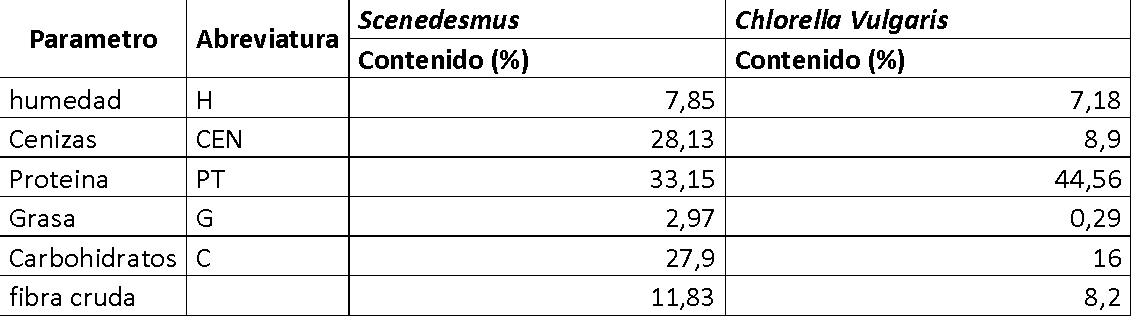 Parametro Abreviatura Scenedesmus Chlorella Vulgaris
Contenido (%) Contenido (%)
humedad H 7,85 7,18
Cenizas CEN 28,13 8,9
Proteina PT 33,15 44,56
Grasa G 2,97 0,29
Carbohidratos C 27,9 16
fibra cruda 11,83 8,2